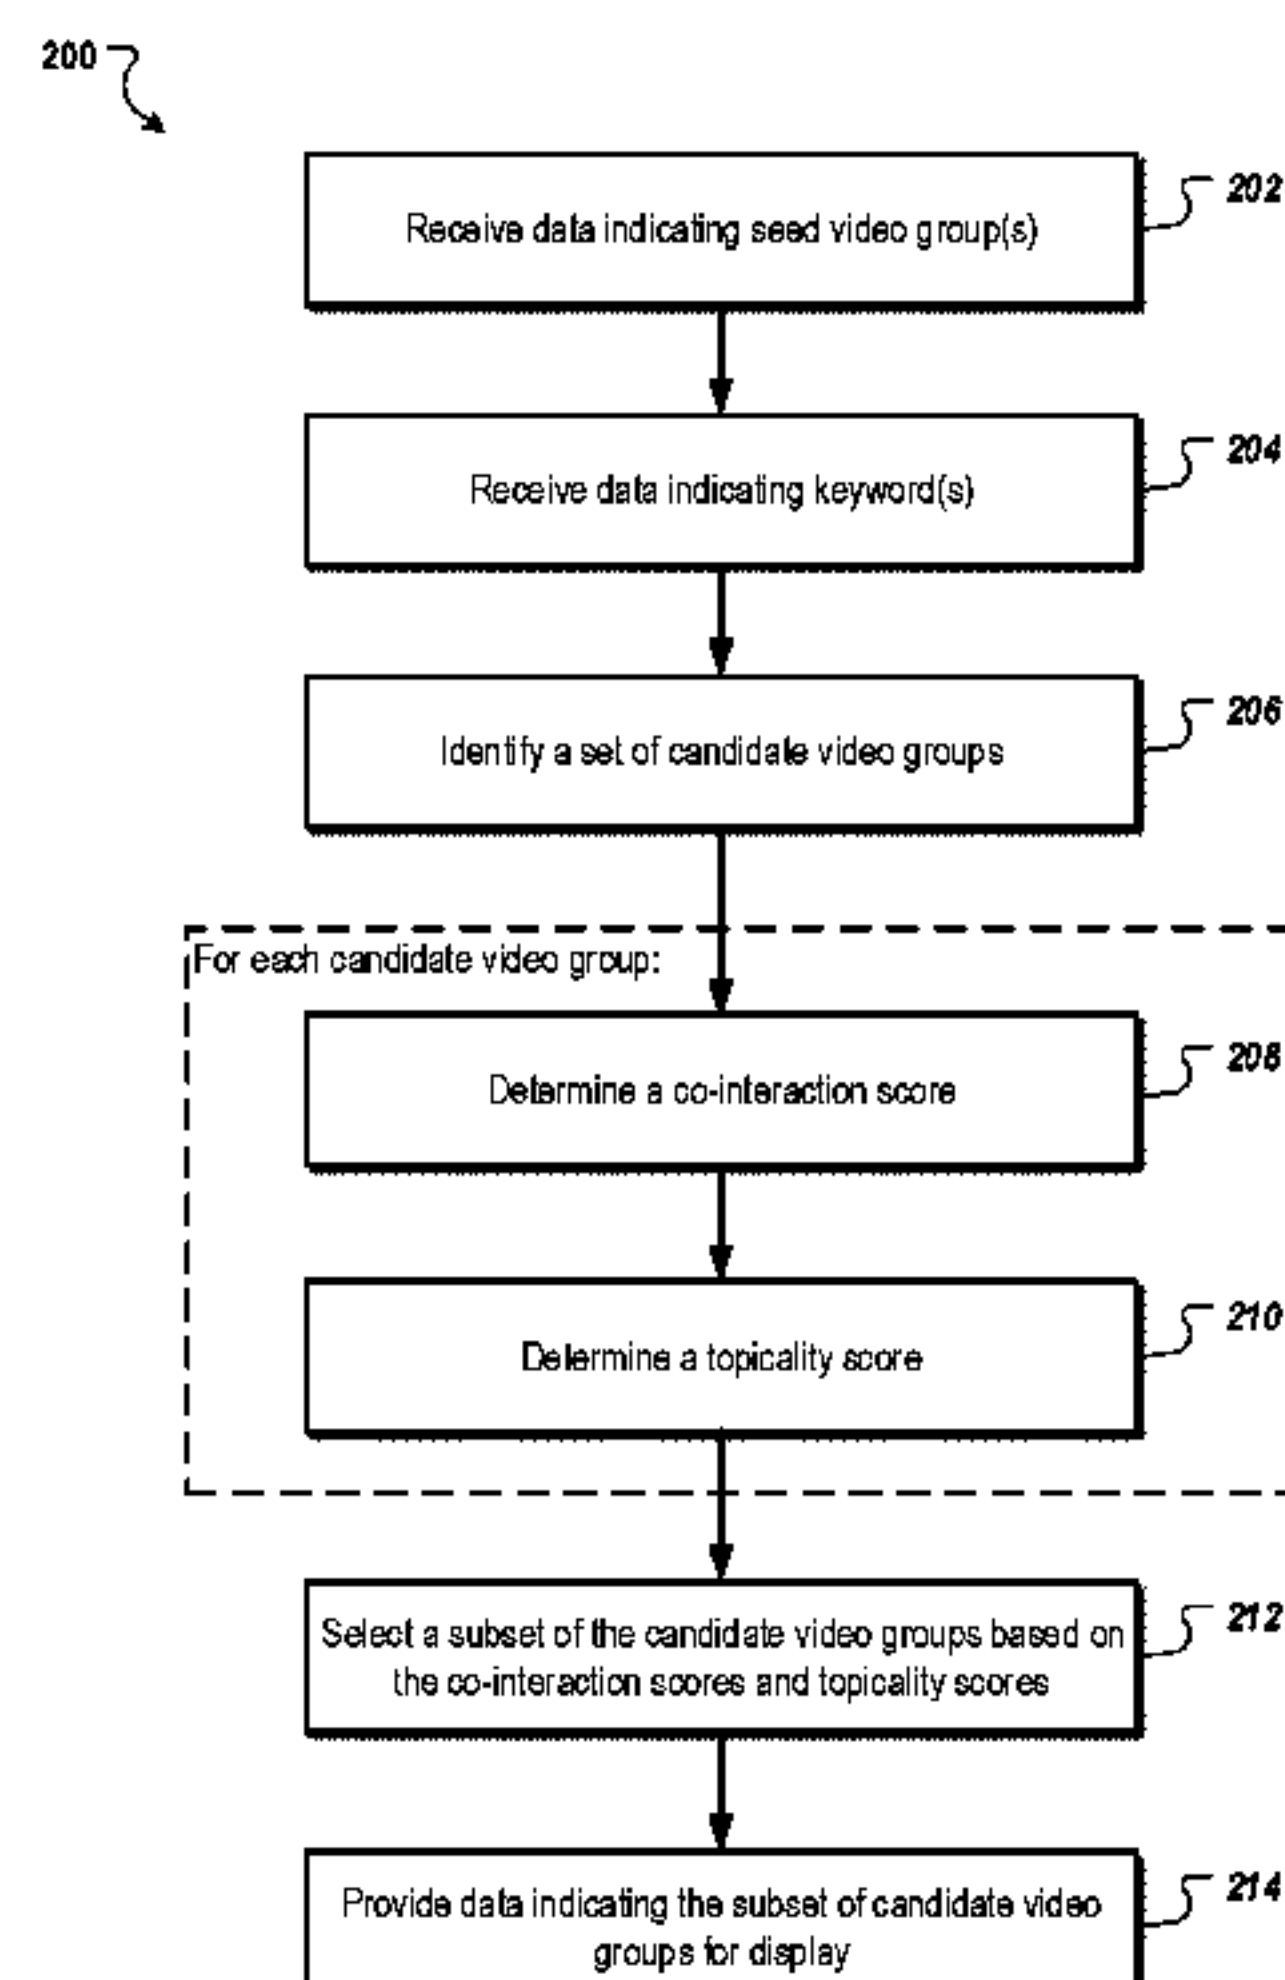 200
Receive data indicating seed video group(s)
202
Receive data indicating keyword(s)
204
Identify a set of candidate video groups
206
For each candidate video group:
Determine a co-interaction score
208
Determine a topicality score
210
Select a subset of the candidate video groups based on
the co-interaction scores and topicality scores
212
Provide data indicating the subset of candidate video
groups for display
214